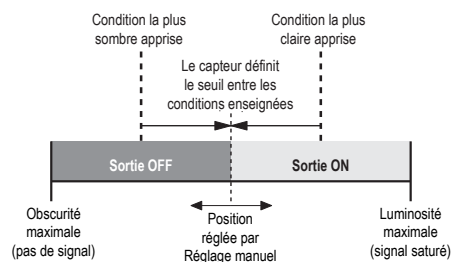 Condition la plus
sombre apprise
Condition la plus
claire apprise
Le capteur définit
le seuil entre les
conditions enseignées
Sortie OFF
Sortie ON
Obscurité
maximale
(pas de signal)
Position
réglée par
Réglage manuel
Luminosité
maximale
(signal saturé)